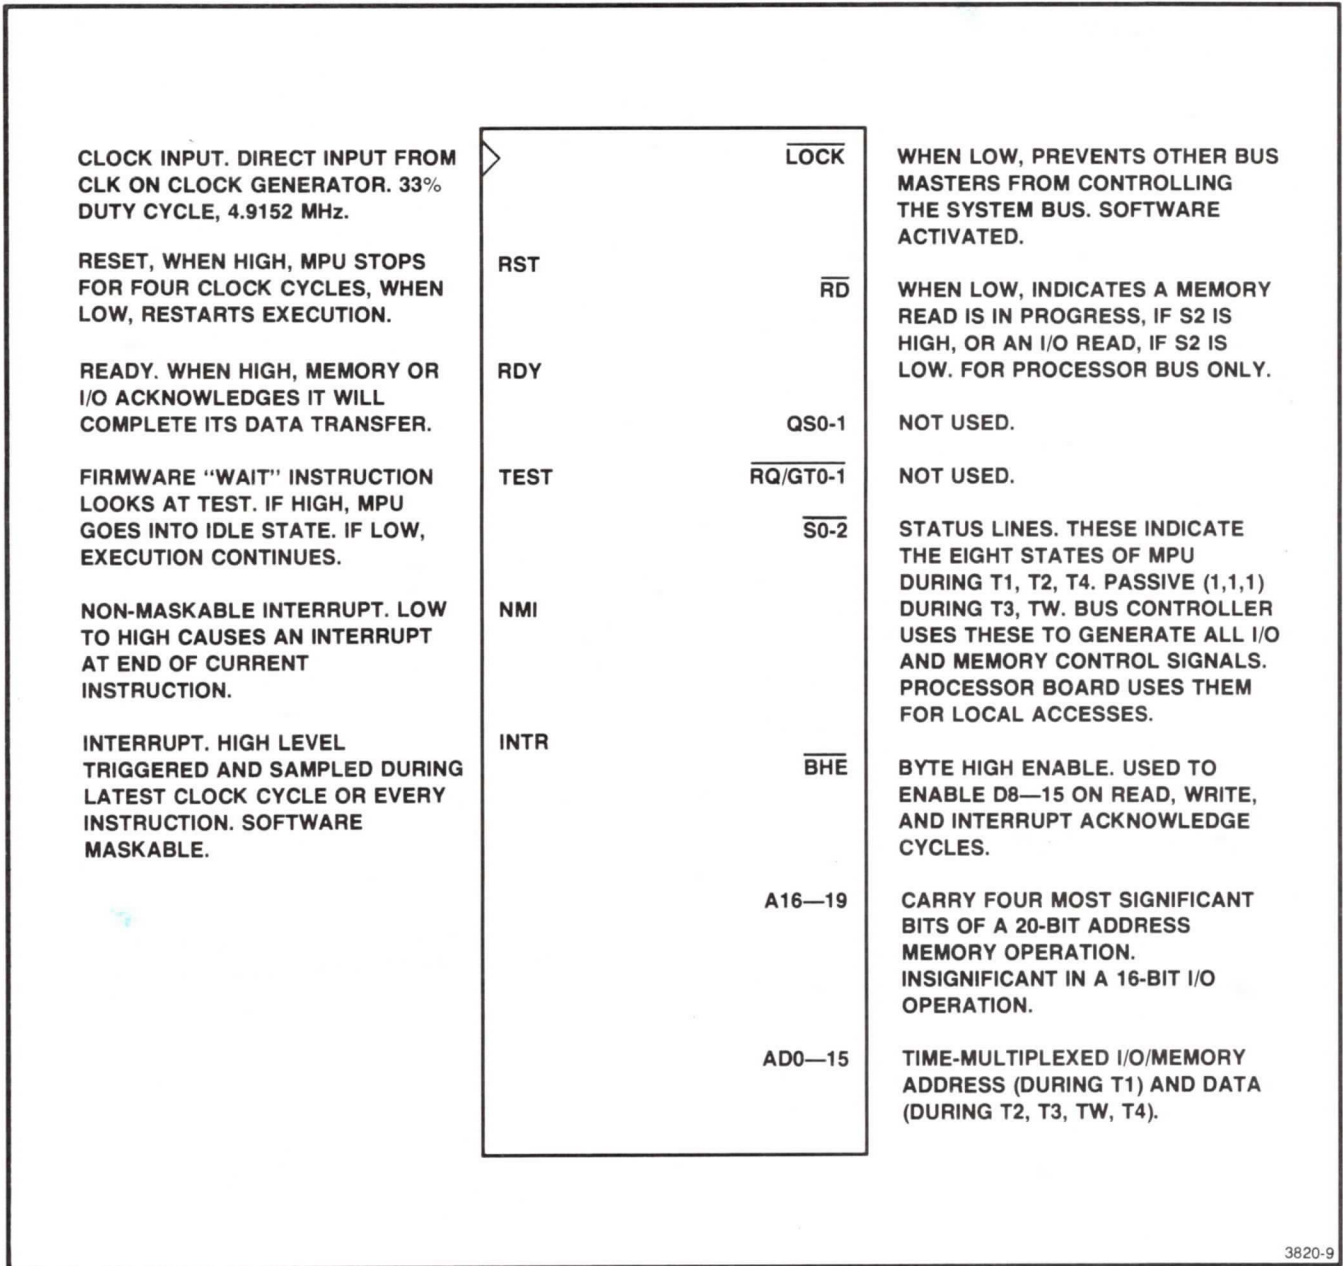 CLOCK INPUT. DIRECT INPUT FROM
CLK ON CLOCK GENERATOR. 33%
DUTY CYCLE, 4.9152 MHz.
RESET, WHEN HIGH, MPU STOPS
FOR FOUR CLOCK CYCLES, WHEN
LOW, RESTARTS EXECUTION.
READY. WHEN HIGH, MEMORY OR
I/O ACKNOWLEDGES IT WILL
COMPLETE ITS DATA TRANSFER.
FIRMWARE “WAIT” INSTRUCTION
LOOKS AT TEST. IF HIGH, MPU
GOES INTO IDLE STATE. IF LOW,
EXECUTION CONTINUES.
NON-MASKABLE INTERRUPT. LOW
TO HIGH CAUSES AN INTERRUPT
AT END OF CURRENT
INSTRUCTION.
INTERRUPT. HIGH LEVEL
TRIGGERED AND SAMPLED DURING
LATEST CLOCK CYCLE OR EVERY
INSTRUCTION. SOFTWARE
MASKABLE.
RST
RDY
TEST
NMI
INTR
LOCK
RD
QS0-1
RQ/GT0-1
S0-2
BHE
A16—19
AD0—15
WHEN LOW, PREVENTS OTHER BUS
MASTERS FROM CONTROLLING
THE SYSTEM BUS. SOFTWARE
ACTIVATED.
WHEN LOW, INDICATES A MEMORY
READ IS IN PROGRESS, IF S2 IS
HIGH, OR AN I/O READ, IF S2 IS
LOW. FOR PROCESSOR BUS ONLY.
NOT USED.
NOT USED.
STATUS LINES. THESE INDICATE
THE EIGHT STATES OF MPU
DURING T1, T2, T4. PASSIVE (1,1,1)
DURING T3, TW. BUS CONTROLLER
USES THESE TO GENERATE ALL I/O
AND MEMORY CONTROL SIGNALS.
PROCESSOR BOARD USES THEM
FOR LOCAL ACCESSES.
BYTE HIGH ENABLE. USED TO
ENABLE D8—15 ON READ, WRITE,
AND INTERRUPT ACKNOWLEDGE
CYCLES.
CARRY FOUR MOST SIGNIFICANT
BITS OF A 20-BIT ADDRESS
MEMORY OPERATION.
INSIGNIFICANT IN A 16-BIT I/O
OPERATION.
TIME-MULTIPLEXED I/O/MEMORY
ADDRESS (DURING T1) AND DATA
(DURING T2, T3, TW, T4).
3820-9